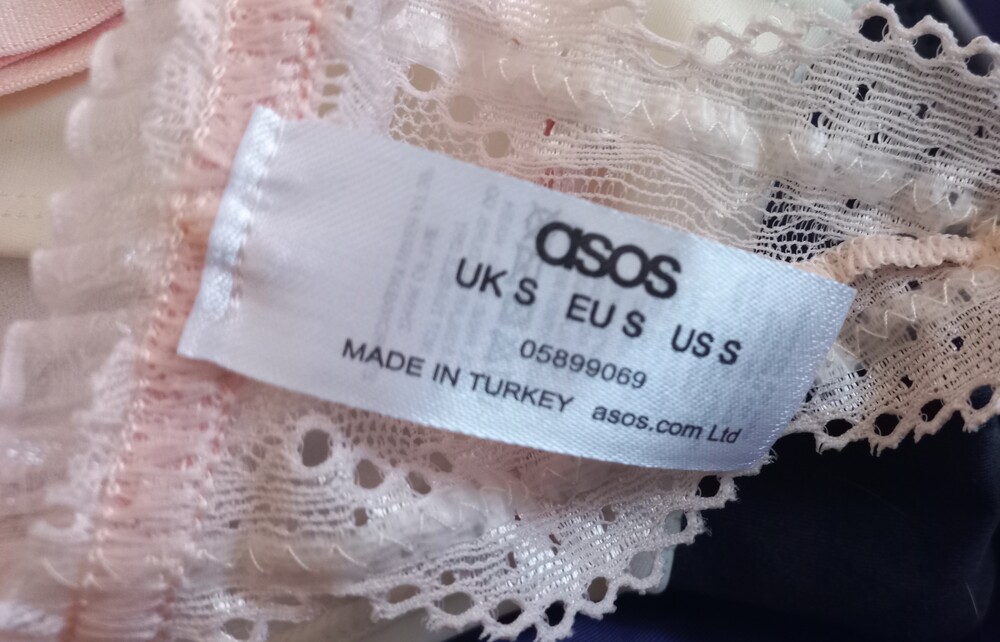 asos
UK S EU S US S
05899069
MADE IN TURKEY asos.com Ltd